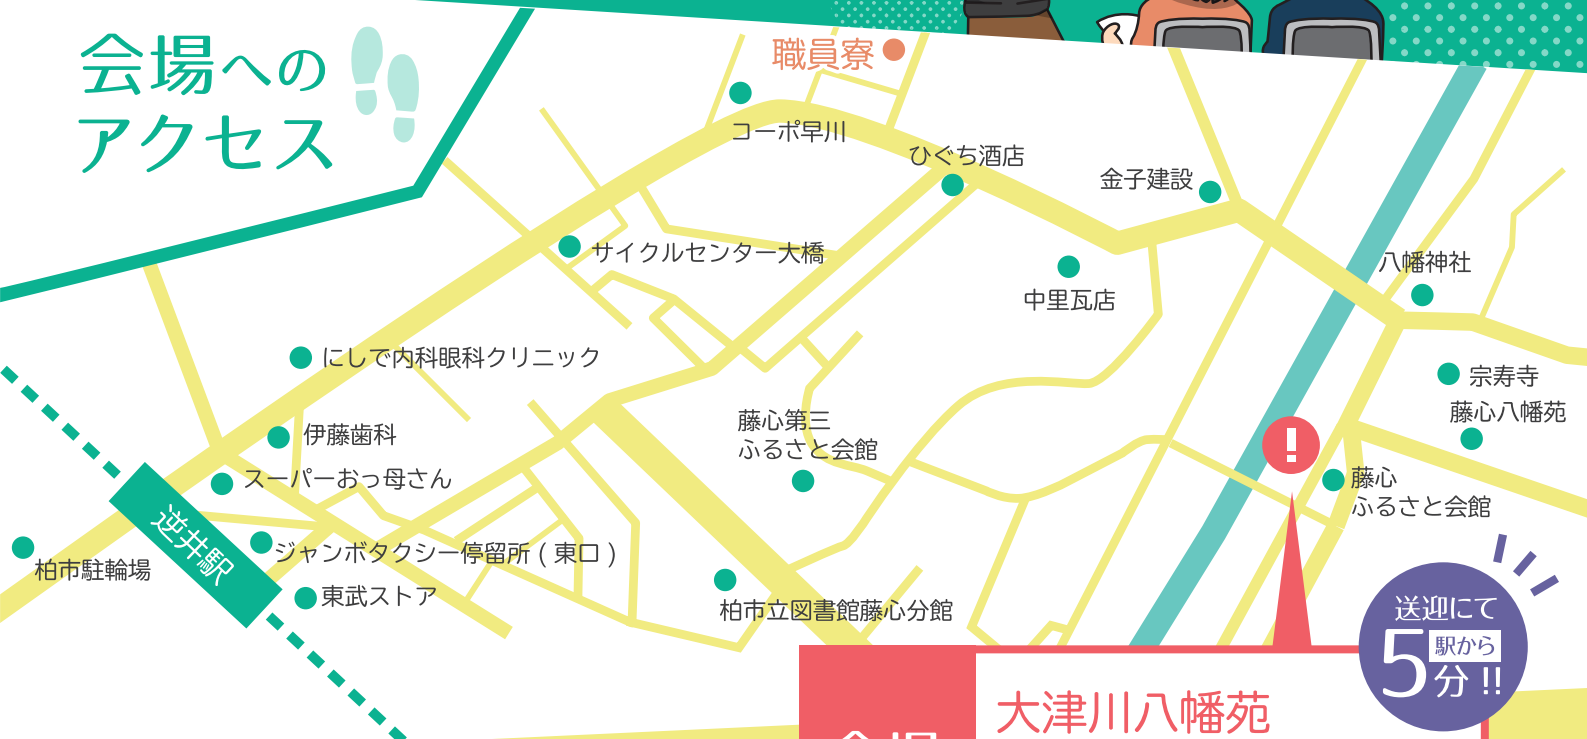 会場への
アクセス
職員寮
コーポ早川
ひぐち酒店
金子建設
サイクルセンター大橋
八幡神社
中里瓦店
にしで内科眼科クリニック
宗寿寺
藤心八幡苑
藤心第三
ふるさと会館
伊藤歯科
スーパーおっ母さん
!
藤心
ふるさと会館
逆井駅
ジャンボタクシー停留所 ( 東口 )
柏市駐輪場
東武ストア
柏市立図書館藤心分館
送迎にて
駅から
5分 !!
大津川八幡苑
会場